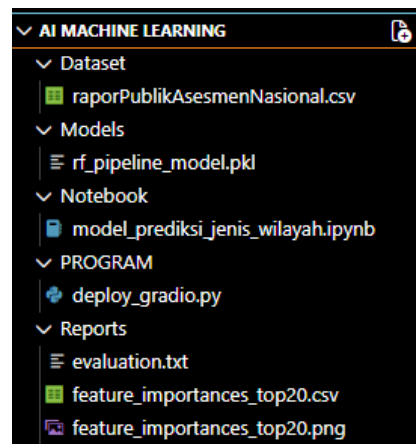 AI MACHINE LEARNING
Dataset
raporPublikAsesmenNasional.csv
Models
rf_pipeline_model.pkl
Notebook
model_prediksi_jenis_wilayah.ipynb
PROGRAM
deploy_gradio.py
Reports
evaluation.txt
feature_importances_top20.csv
feature_importances_top20.png